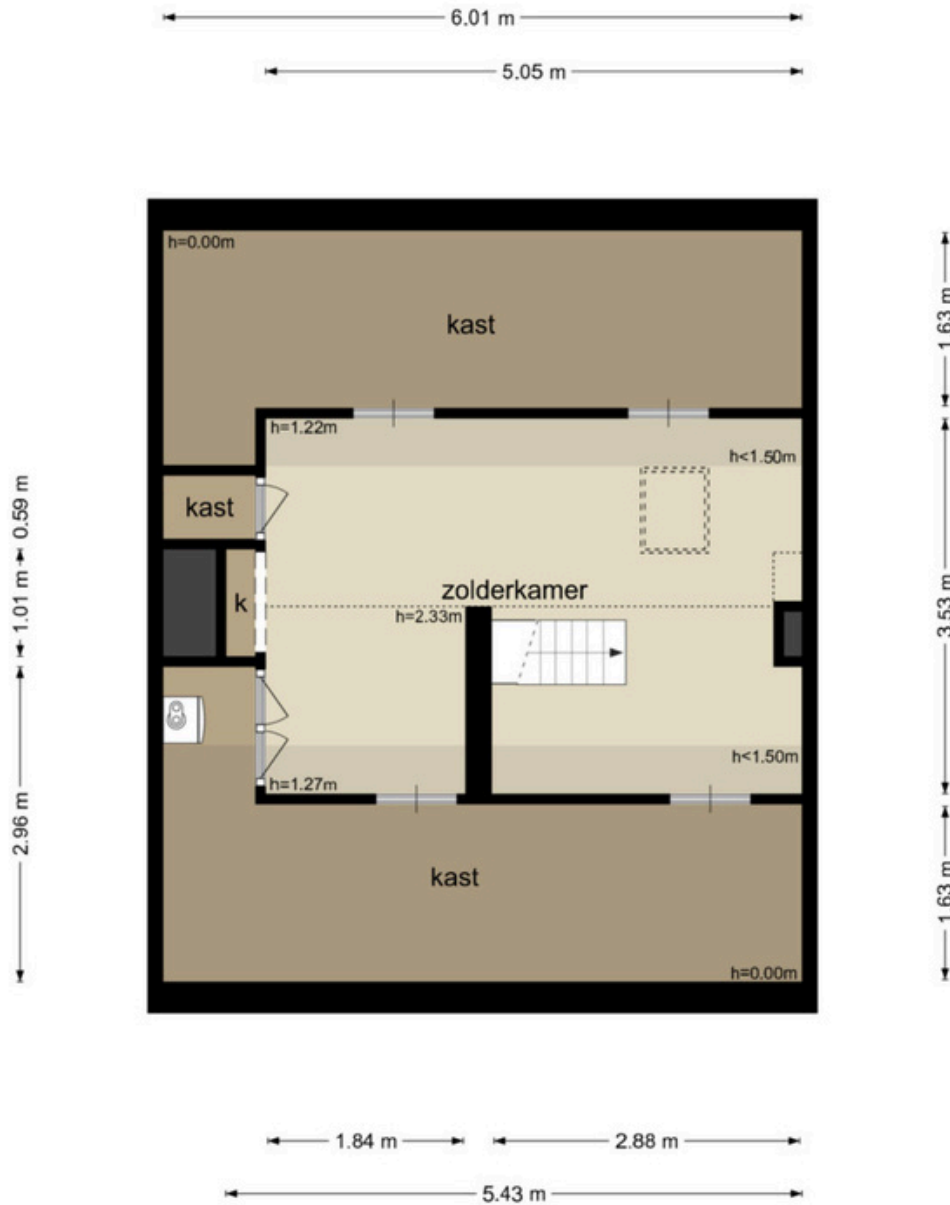 6.01 m
5.05 m
h=0.00m
kast
1.63 m
h=1.22m
h<1.50m
kast
0.59 m
1.01 m
k
zolderkamer
h=2.33m
3.53 m
h<1.50m
h=1.27m
2.96 m
kast
1.63 m
h=0.00m
1.84 m
2.88 m
5.43 m